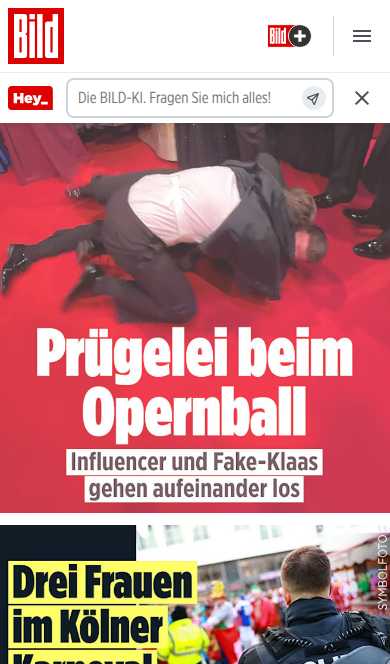 Bild
Bild
Hey_
Die BILD-KI. Fragen Sie mich alles!
Prügelei beim
Opernball
Influencer und Fake-Klaas
gehen aufeinander los
SYMBOLFOTO
Drei Frauen
im Kölner
Karneval